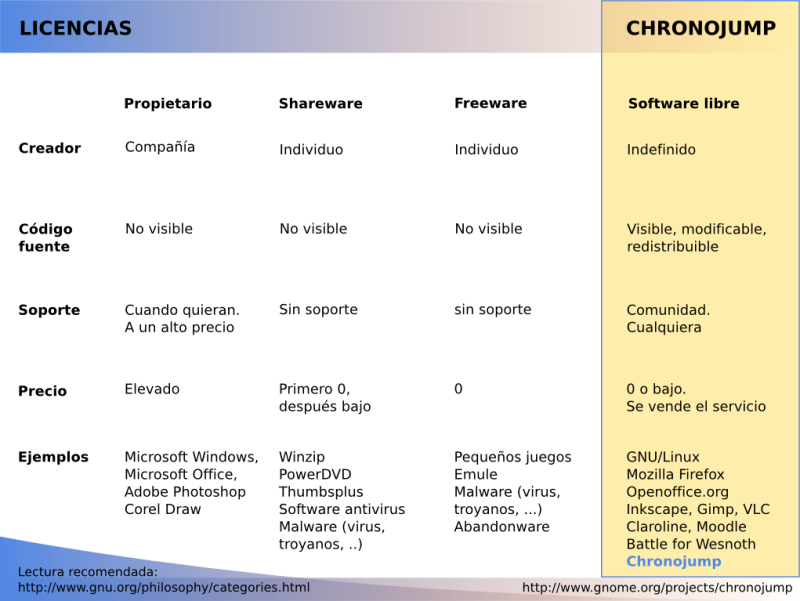 LICENCIAS
CHRONOJUMP
Propietario
Shareware
Freeware
Software libre
Creador
Compañía
Individuo
Individuo
Indefinido
Código
fuente
No visible
No visible
No visible
Visible, modificable,
redistribuible
Soporte
Cuando quieran.
A un alto precio
Sin soporte
sin soporte
Comunidad.
Cualquiera
Precio
Elevado
Primero 0,
después bajo
0
0 o bajo.
Se vende el servicio
Ejemplos
Microsoft Windows,
Microsoft Office,
Adobe Photoshop
Corel Draw
Winzip
PowerDVD
Thumbsplus
Software antivirus
Malware (virus,
troyanos, ..)
Pequeños juegos
Emule
Malware (virus,
troyanos, ...)
Abandonware
GNU/Linux
Mozilla Firefox
Openoffice.org
Inkscape, Gimp, VLC
Claroline, Moodle
Battle for Wesnoth
Chronojump
Lectura recomendada:
http://www.gnu.org/philosophy/categories.html
http://www.gnome.org/projects/chronojump